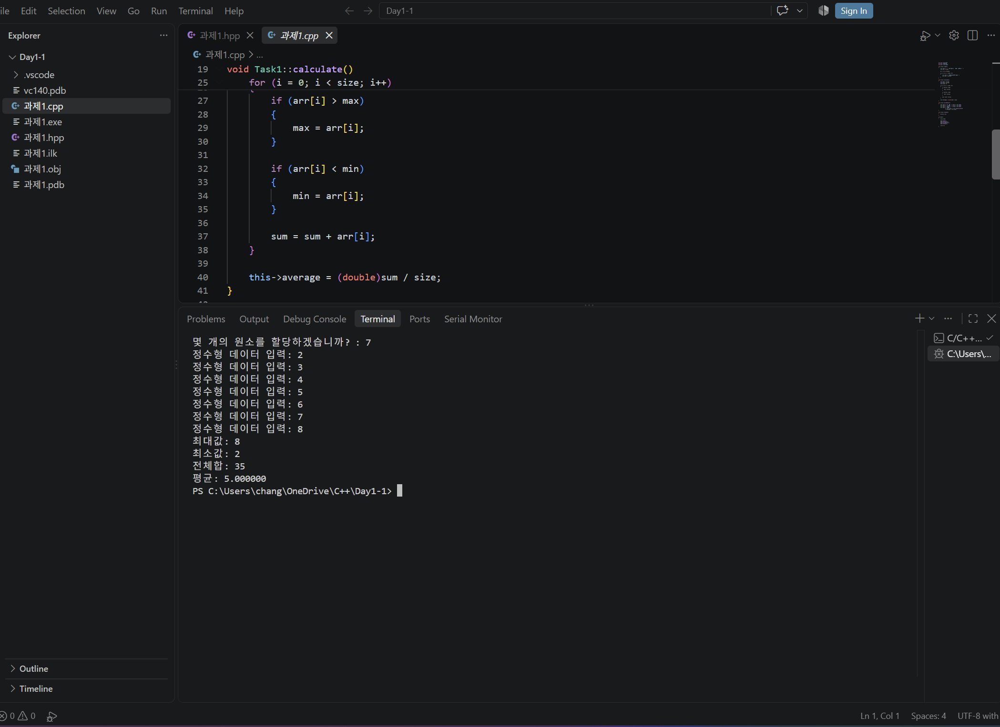 ile Edit Selection View Go Run Terminal Help
Day1-1
Sign In
Explorer
Day1-1
.vscode
vc140.pdb
과제1.cpp
과제1.exe
과제1.hpp
과제1.ilk
과제1.obj
과제1.pdb
Outline
Timeline
과제1.hpp 과제1.cpp
과제1.cpp > ...
19 void Task1::calculate()
25 for (i = 0; i < size; i++)
27 if (arr[i] > max)
28 {
29 max = arr[i];
30 }
31
32 if (arr[i] < min)
33 {
34 min = arr[i];
35 }
36
37 sum = sum + arr[i];
38 }
39
40 this->average = (double)sum / size;
41 }
Problems Output Debug Console Terminal Ports Serial Monitor
몇 개의 원소를 할당하겠습니까? : 7
정수형 데이터 입력: 2
정수형 데이터 입력: 3
정수형 데이터 입력: 4
정수형 데이터 입력: 5
정수형 데이터 입력: 6
정수형 데이터 입력: 7
정수형 데이터 입력: 8
최대값: 8
최소값: 2
전체합: 35
평균: 5.000000
PS C:\Users\chang\OneDrive\C++\Day1-1>
C/C++...
C:\Users\...
0 0
Ln 1, Col 1 Spaces: 4 UTF-8 with